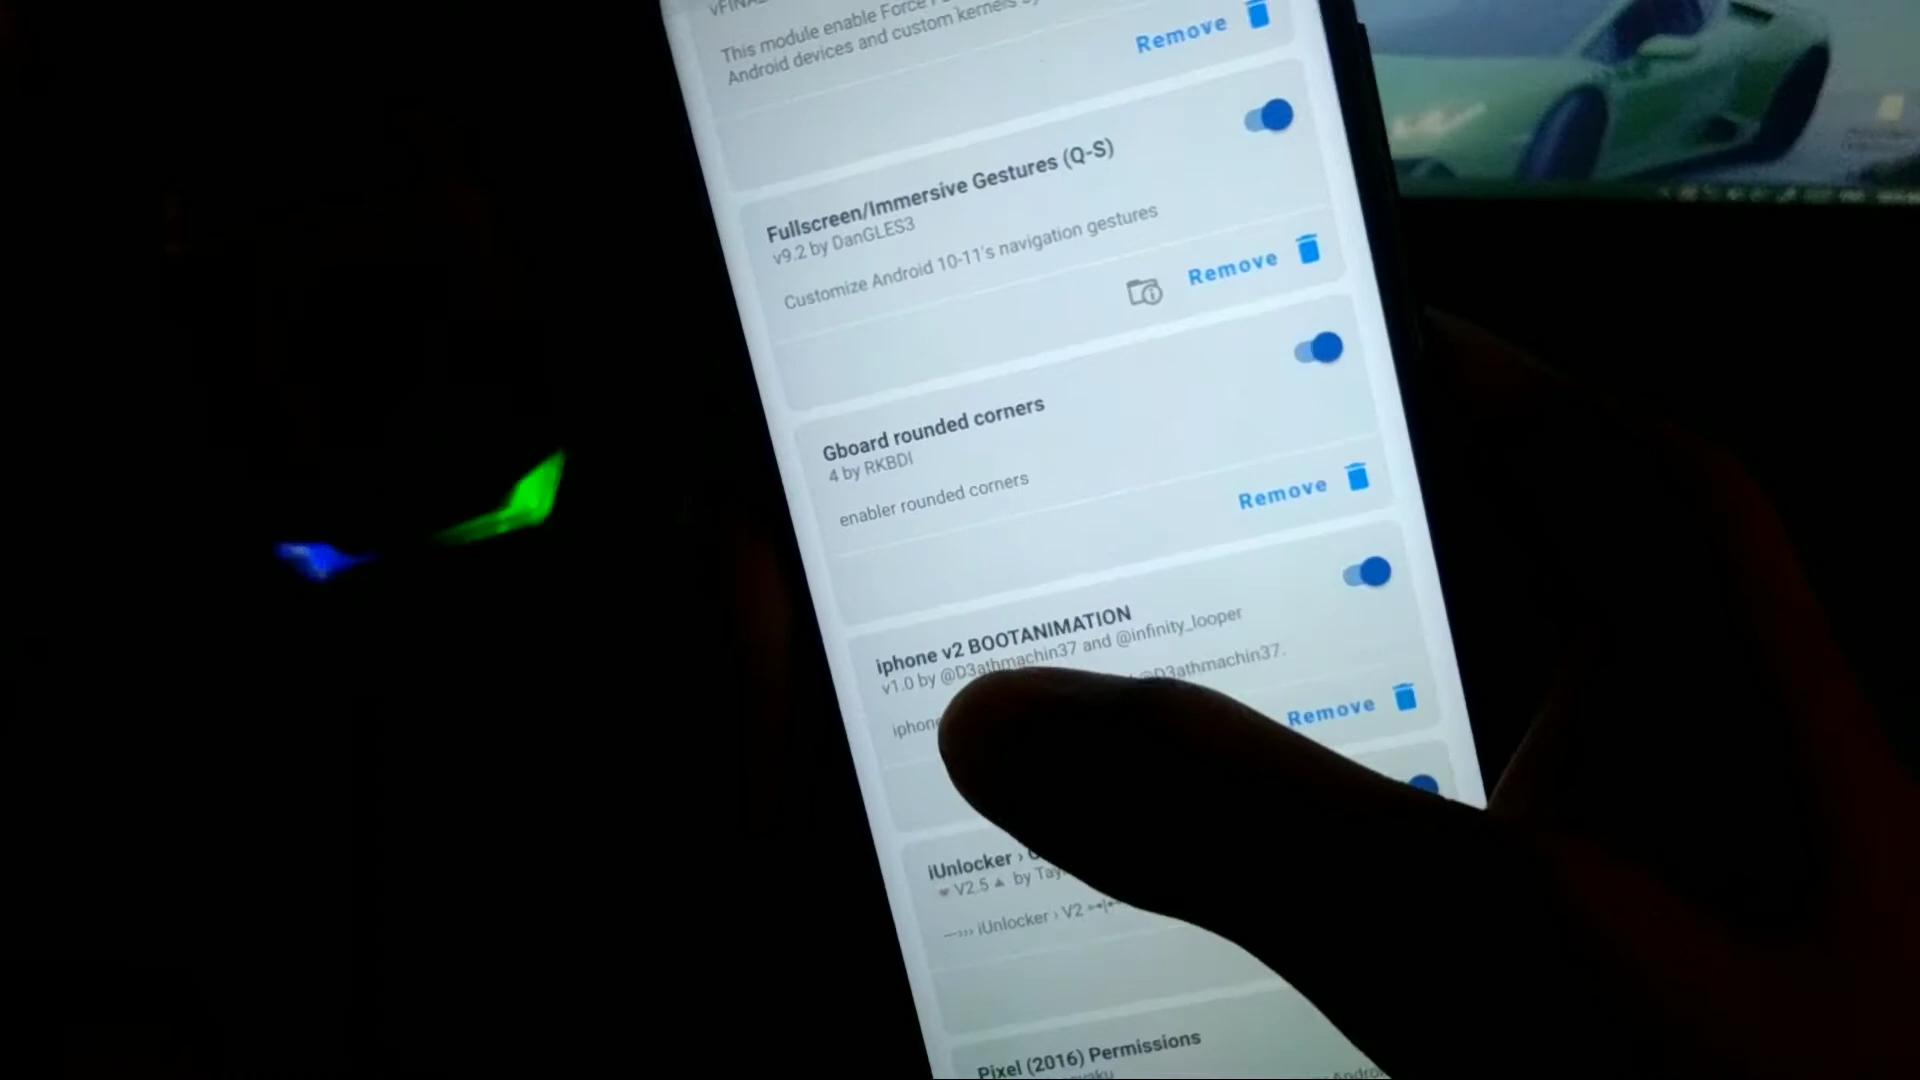 This module enable Force
Android devices and custom kernels
Remove
Fullscreen/Immersive Gestures (Q-S)
v9.2 by DanGLES3
Customize Android 10-11's navigation gestures
Remove
Gboard rounded corners
4 by RKBDI
enabler rounded corners
Remove
iphone v2 BOOTANIMATION
v1.0 by @D3athmachin37 and @infinity_looper
iphone @D3athmachin37.
Remove
iUnlocker ›
V2.5 ▲ by
—››› iUnlocker › V2
Pixel (2016) Permissions